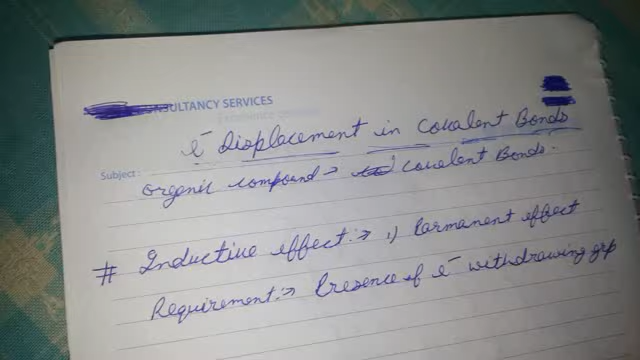 NSULTANCY SERVICES
e⁻ Displacement in Covalent Bonds
Subject :
organic compound → Covalent Bonds.
# Inductive effect :→ 1) Parmanent effect
Requirement :→ Presence of e⁻ withdrawing grp